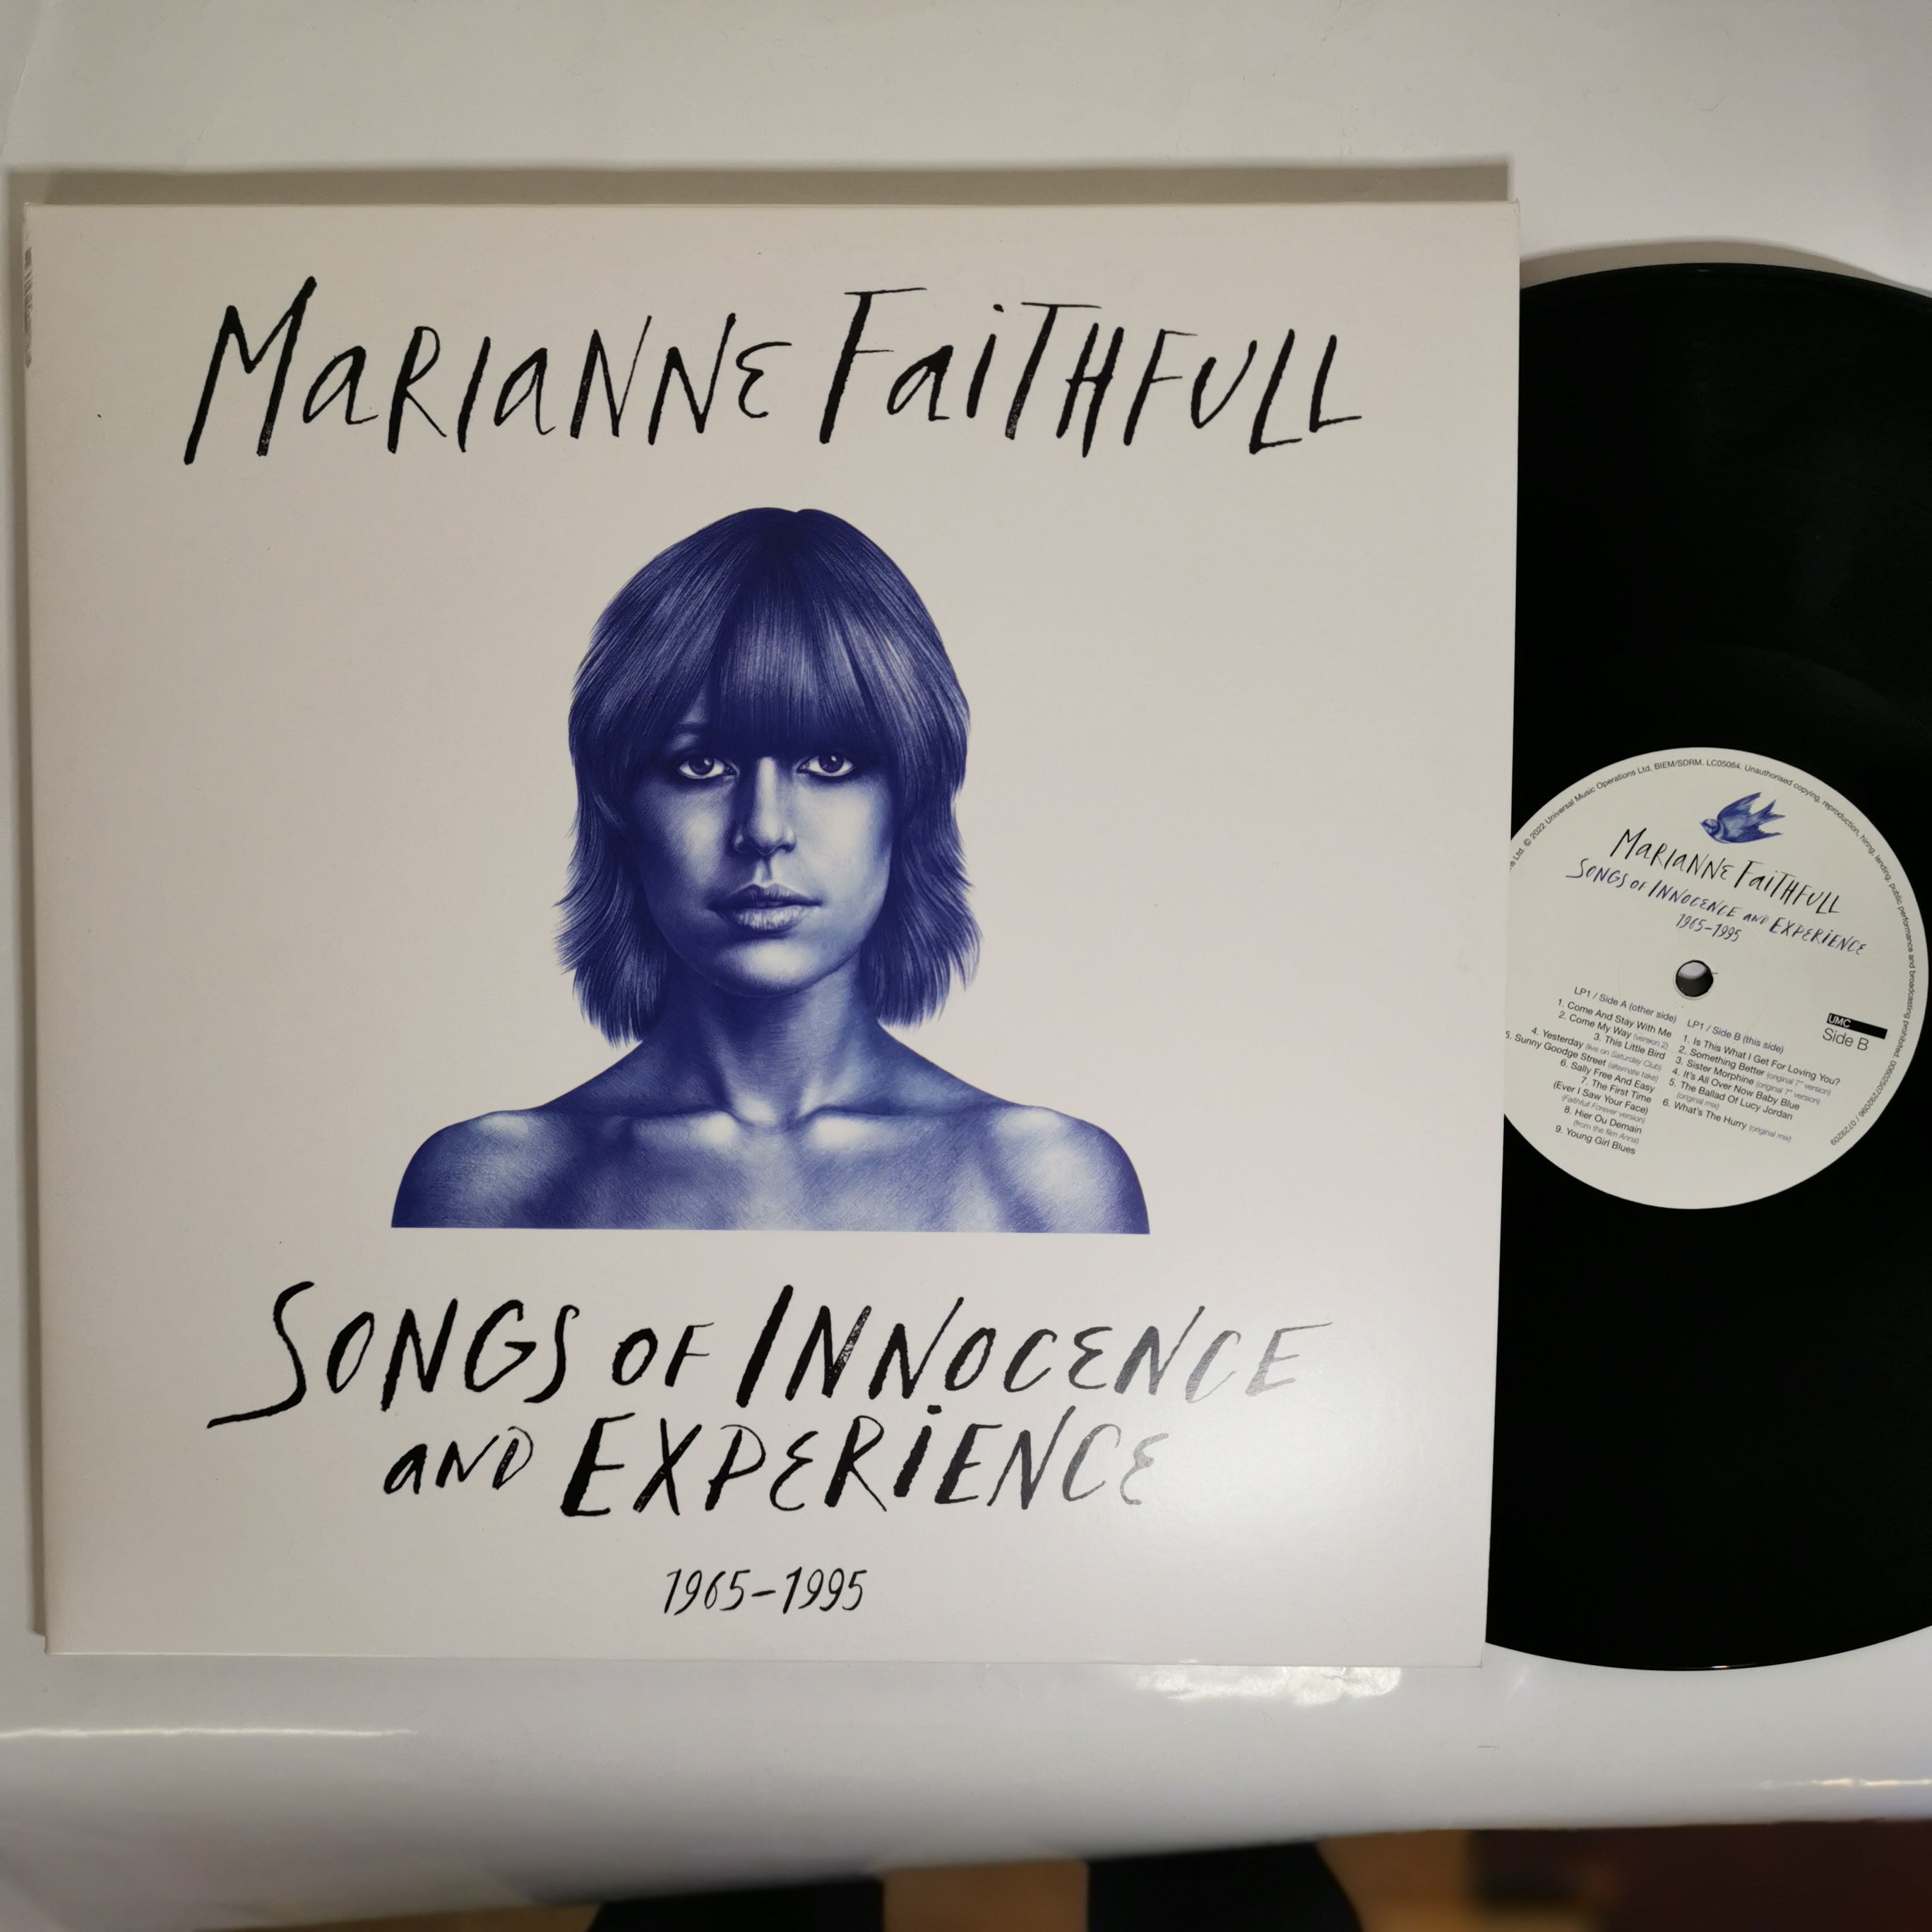 MARIANNE FAITHFULL
SONGS OF INNOCENCE
AND EXPERIENCE
1965-1995
Ltd. © 2022 Universal Music Operations Ltd. BIEM/SDRM. LC05064. Unauthorised copying, reproduction, hiring, lending, public performance and broadcasting prohibited. 00602507292096 / 0729209
MARIANNE FAITHFULL
SONGS OF INNOCENCE AND EXPERIENCE
1965-1995
UMC
Side B
LP1 / Side A (other side)
1. Come And Stay With Me
2. Come My Way (version 2)
3. This Little Bird
4. Yesterday (live on Saturday Club)
5. Sunny Goodge Street (alternate take)
6. Sally Free And Easy
7. The First Time
(Ever I Saw Your Face)
(Faithfull Forever version)
8. Hier Ou Demain
(from the film Anna)
9. Young Girl Blues
LP1 / Side B (this side)
1. Is This What I Get For Loving You?
2. Something Better (original 7" version)
3. Sister Morphine (original 7" version)
4. It's All Over Now Baby Blue
5. The Ballad Of Lucy Jordan
(original mix)
6. What's The Hurry (original mix)